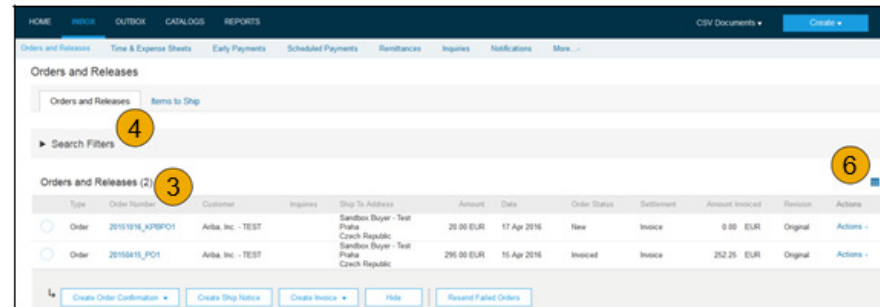 HOME INBOX OUTBOX CATALOGS REPORTS CSV Documents Create
Orders and Releases Time & Expense Sheets Early Payments Scheduled Payments Remittances Inquiries Notifications More...
Orders and Releases
Orders and Releases Items to Ship
4
Search Filters
6
Orders and Releases (2) 3
Type Order Number Customer Inquiries Ship To Address Amount Date Order Status Settlement Amount Invoiced Revision Actions
Sandbox Buyer - Test
Order 20151016_KPBPO1 Ariba, Inc. - TEST Praha 20.00 EUR 17 Apr 2016 New Invoice 0.00 EUR Original Actions
Czech Republic
Sandbox Buyer - Test
Order 20150415_PO1 Ariba, Inc. - TEST Praha 295.00 EUR 15 Apr 2016 Invoiced Invoice 252.25 EUR Original Actions
Czech Republic
Create Order Confirmation Create Ship Notice Create Invoice Hide Resend Failed Orders